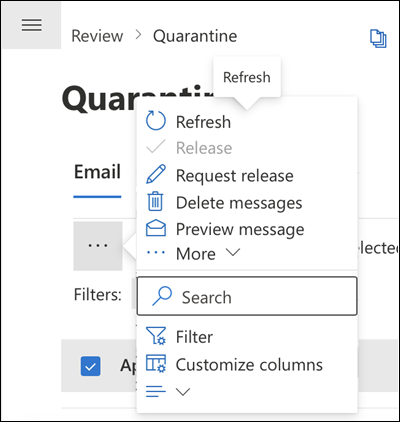 Review > Quarantine
Refresh
Quarantin
Refresh
Release
Email
Request release
Delete messages
Preview message
··· More
elected
Filters:
Search
Filter
Customize columns
Ap